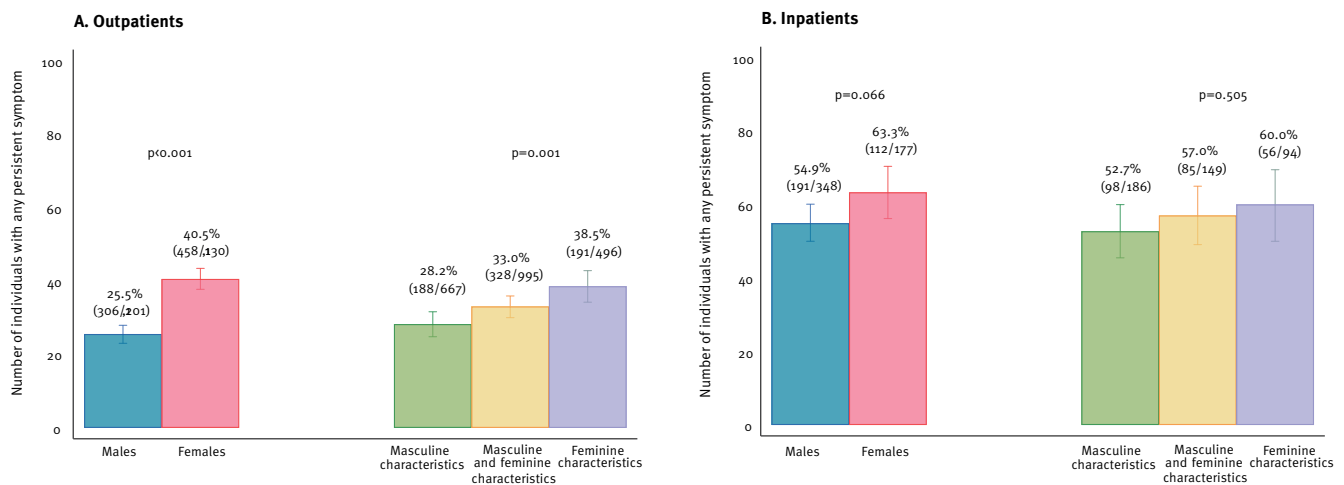 A. Outpatients
Number of individuals with any persistent symptom
100
80
60
40
20
0
p<0.001
p=0.001
25.5%
(306/1,201)
40.5%
(458/1,130)
28.2%
(188/667)
33.0%
(328/995)
38.5%
(191/496)
Males
Females
Masculine
characteristics
Masculine
and feminine
characteristics
Feminine
characteristics
B. Inpatients
Number of individuals with any persistent symptom
100
80
60
40
20
0
p=0.066
p=0.505
54.9%
(191/348)
63.3%
(112/177)
52.7%
(98/186)
57.0%
(85/149)
60.0%
(56/94)
Males
Females
Masculine
characteristics
Masculine
and feminine
characteristics
Feminine
characteristics